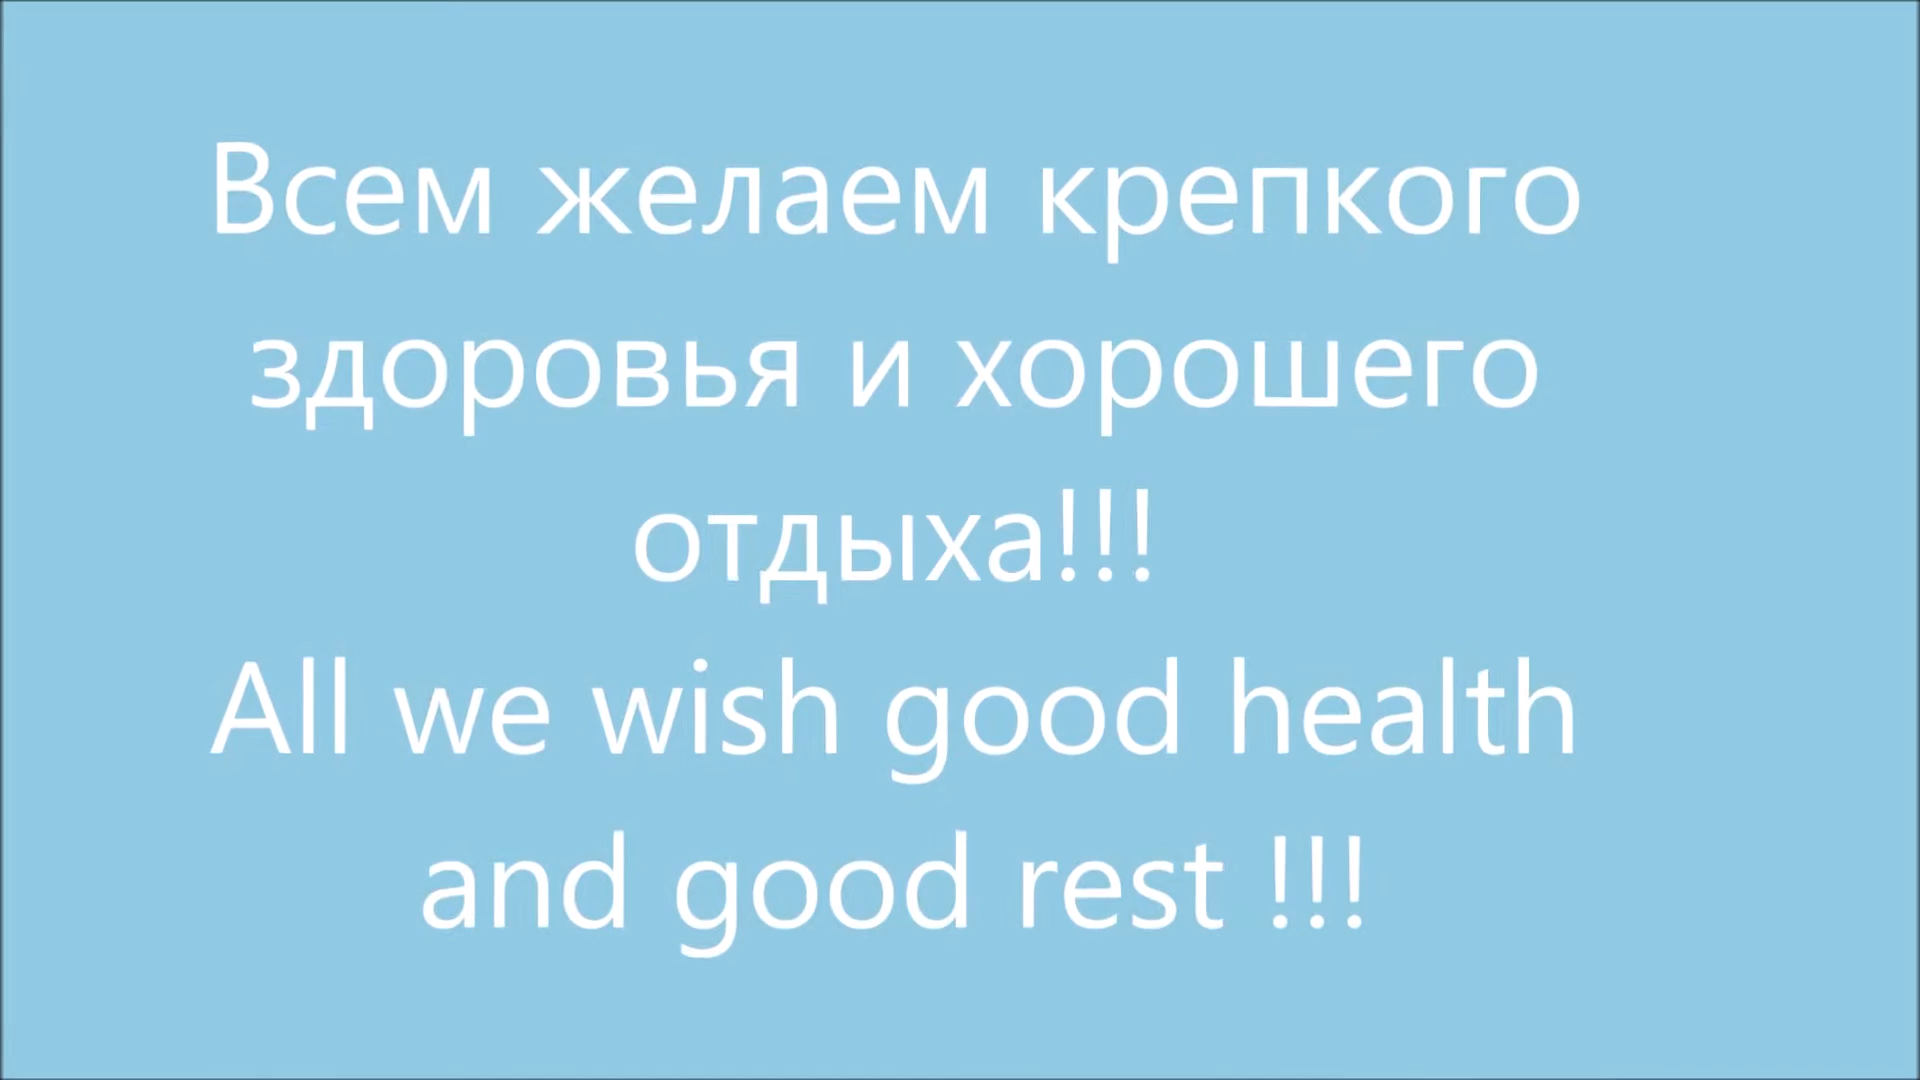 Всем желаем крепкого
здоровья и хорошего
отдыха!!!
All we wish good health
and good rest !!!